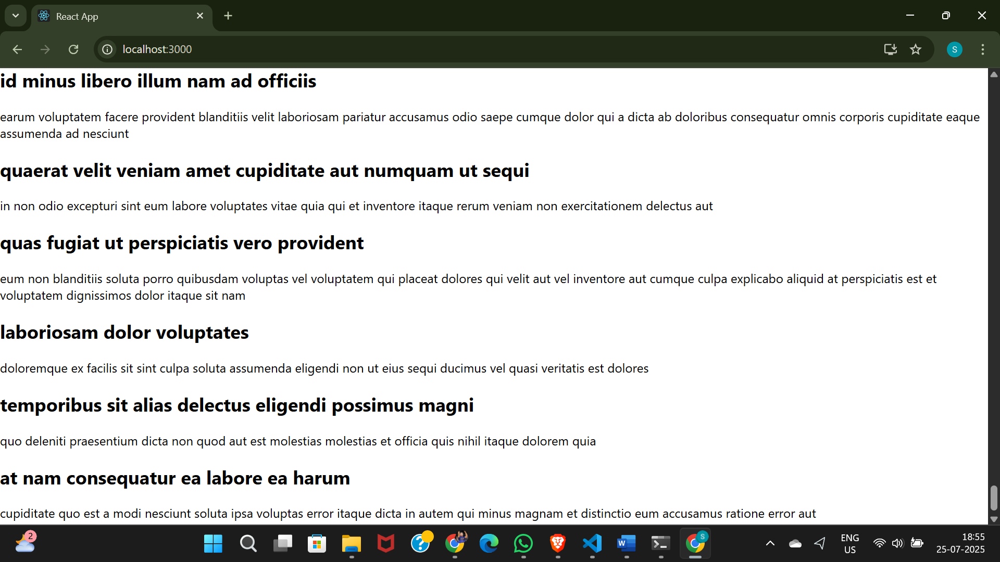 React App
localhost:3000
S
id minus libero illum nam ad officiis
earum voluptatem facere provident blanditiis velit laboriosam pariatur accusamus odio saepe cumque dolor qui a dicta ab doloribus consequatur omnis corporis cupiditate eaque
assumenda ad nesciunt
quaerat velit veniam amet cupiditate aut numquam ut sequi
in non odio excepturi sint eum labore voluptates vitae quia qui et inventore itaque rerum veniam non exercitationem delectus aut
quas fugiat ut perspiciatis vero provident
eum non blanditiis soluta porro quibusdam voluptas vel voluptatem qui placeat dolores qui velit aut vel inventore aut cumque culpa explicabo aliquid at perspiciatis est et
voluptatem dignissimos dolor itaque sit nam
laboriosam dolor voluptates
doloremque ex facilis sit sint culpa soluta assumenda eligendi non ut eius sequi ducimus vel quasi veritatis est dolores
temporibus sit alias delectus eligendi possimus magni
quo deleniti praesentium dicta non quod aut est molestias molestias et officia quis nihil itaque dolorem quia
at nam consequatur ea labore ea harum
cupiditate quo est a modi nesciunt soluta ipsa voluptas error itaque dicta in autem qui minus magnam et distinctio eum accusamus ratione error aut
2
W
S
ENG
US
18:55
25-07-2025